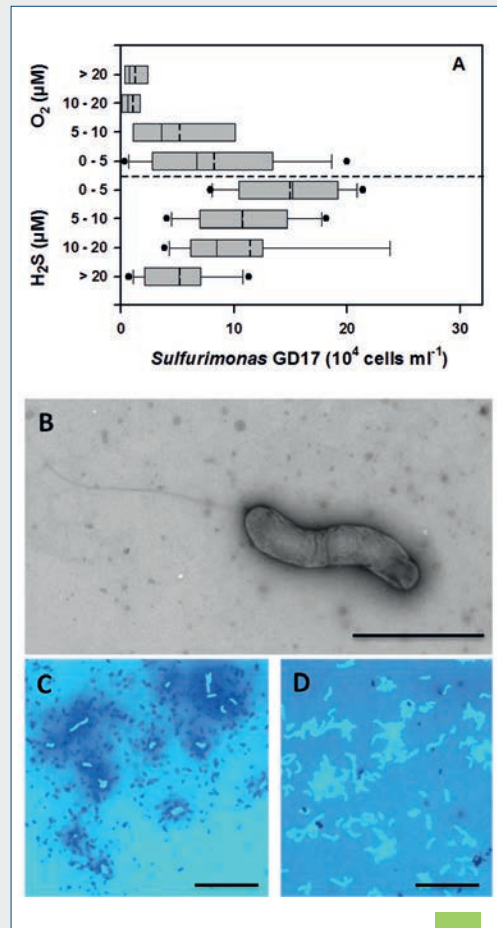 A
O₂ (µM)
> 20
10 - 20
5 - 10
0 - 5
H₂S (µM)
0 - 5
5 - 10
10 - 20
> 20
0 10 20 30
Sulfurimonas GD17 (10⁴ cells ml⁻¹)
B
C
D